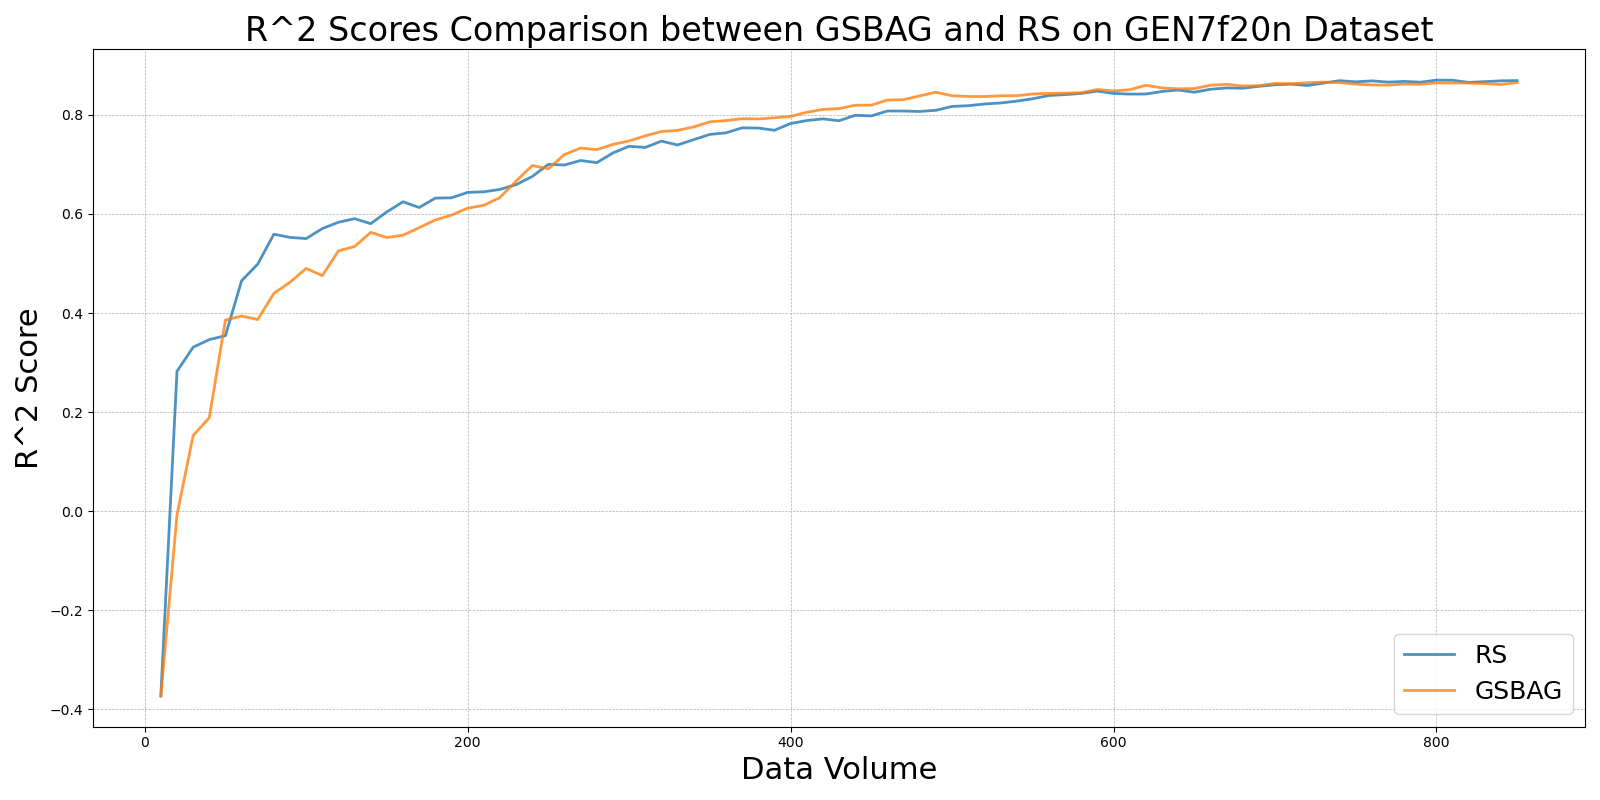 R^2 Scores Comparison between GSBAG and RS on GEN7f20n Dataset
R^2 Score
0.8
0.6
0.4
0.2
0.0
−0.2
−0.4
0
200
400
600
800
Data Volume
RS
GSBAG